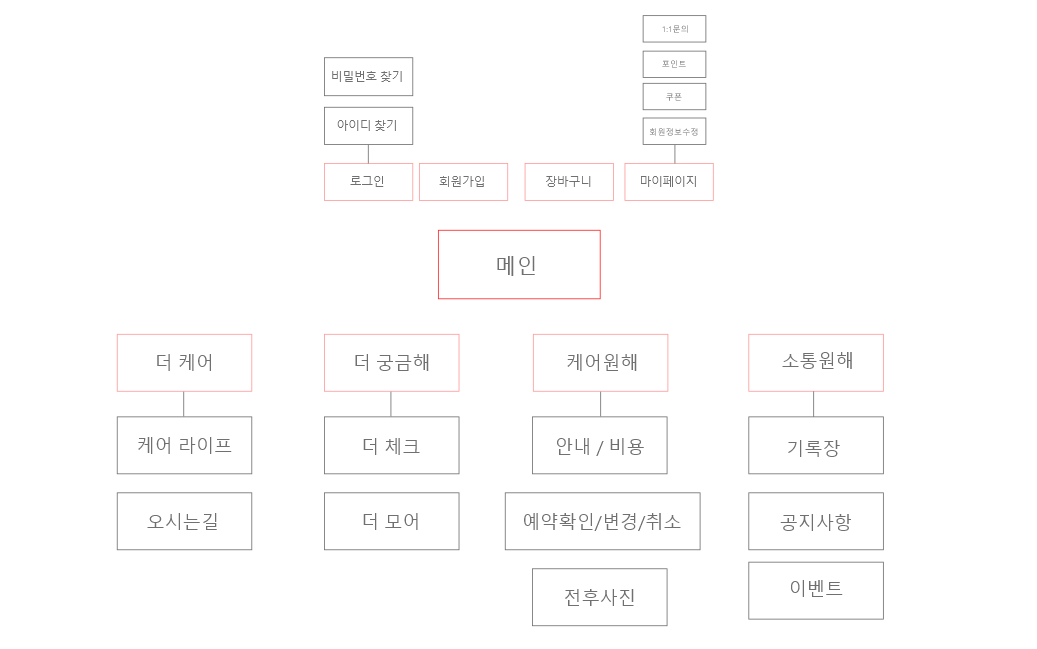 1:1문의
포인트
쿠폰
회원정보수정
비밀번호 찾기
아이디 찾기
로그인
회원가입
장바구니
마이페이지
메인
더 케어
더 궁금해
케어원해
소통원해
케어 라이프
더 체크
안내 / 비용
기록장
오시는길
더 모어
예약확인/변경/취소
공지사항
전후사진
이벤트